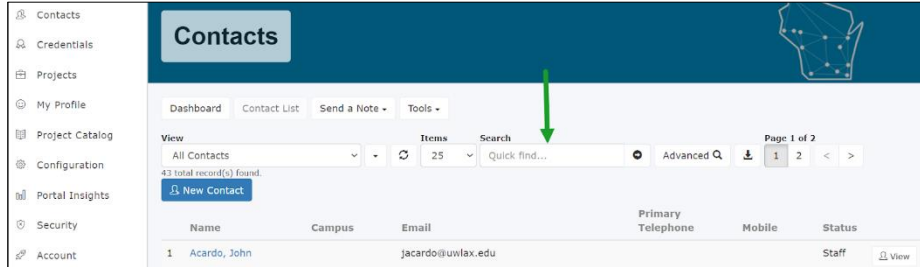 Contacts
Credentials
Projects
My Profile
Project Catalog
Configuration
Portal Insights
Security
Account
Contacts
Dashboard Contact List Send a Note Tools
View Items Search Page 1 of 2
All Contacts 25 Quick find... Advanced 1 2 < >
43 total record(s) found.
New Contact
Name Campus Email Primary Telephone Mobile Status
1 Acardo, John jacardo@uwlax.edu Staff View